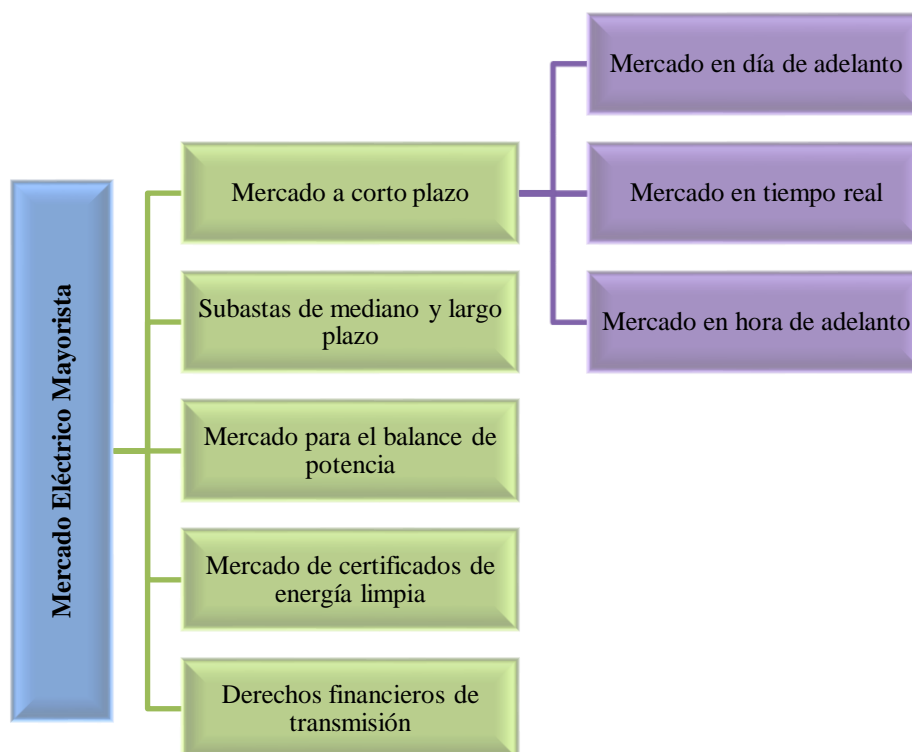 Mercado Eléctrico Mayorista
Mercado a corto plazo
Subastas de mediano y largo
plazo
Mercado para el balance de
potencia
Mercado de certificados de
energía limpia
Derechos financieros de
transmisión
Mercado en día de adelanto
Mercado en tiempo real
Mercado en hora de adelanto